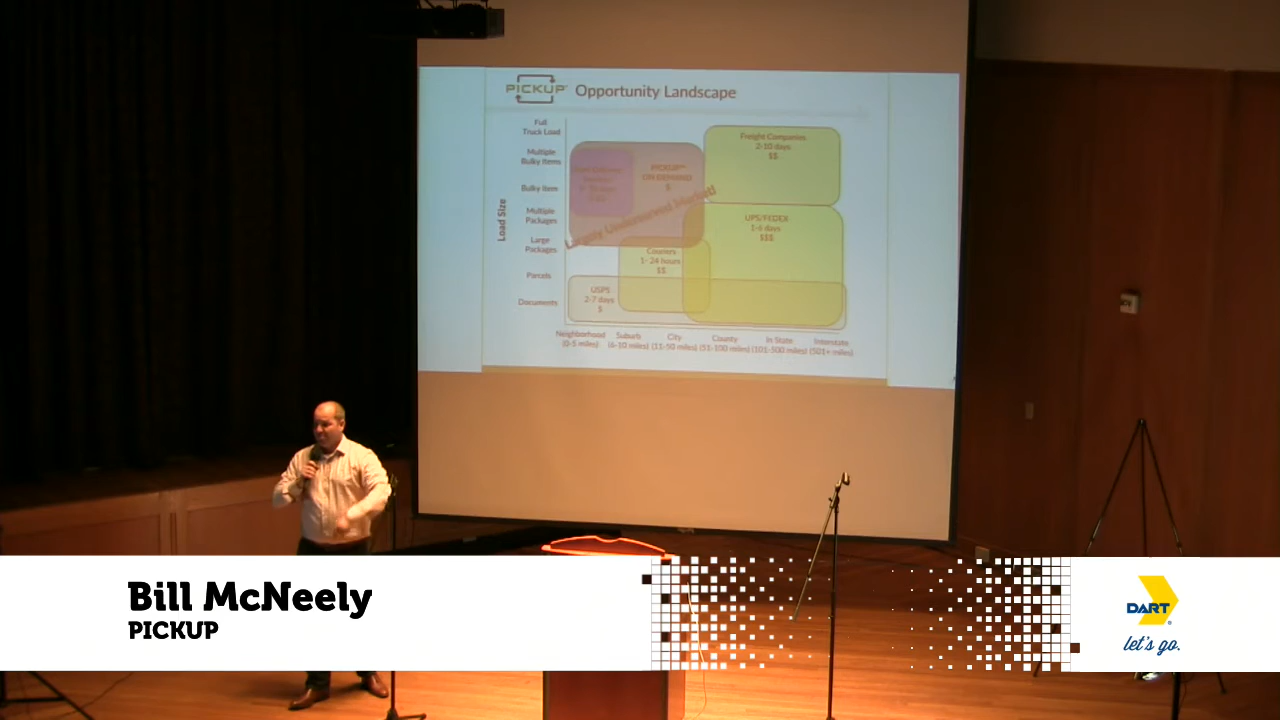 PICKUP Opportunity Landscape
Full
Truck Load
Multiple
Bulky Items
Bulky Item
Multiple
Packages
Large
Packages
Parcels
Documents
Load Size
Freight Companies
2-10 days
$$
PICKUP
ON DEMAND
$
Largely Underserved Market!
UPS/FEDEX
1-6 days
$$$
Couriers
1- 24 hours
$$
USPS
2-7 days
$
Neighborhood
(0-5 miles)
Suburb
(6-10 miles)
City
(11-50 miles)
County
(51-100 miles)
In State
(101-500 miles)
Interstate
(501+ miles)
Bill McNeely
PICKUP
DART
let's go.